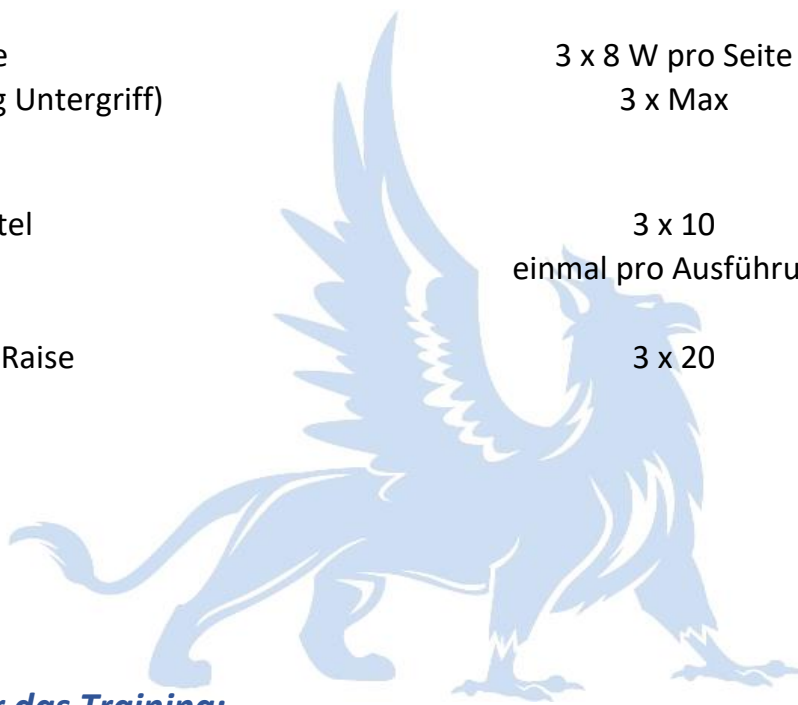 e 3 x 8 W pro Seite
g Untergriff) 3 x Max
tel 3 x 10
einmal pro Ausführu
Raise 3 x 20
r das Training: